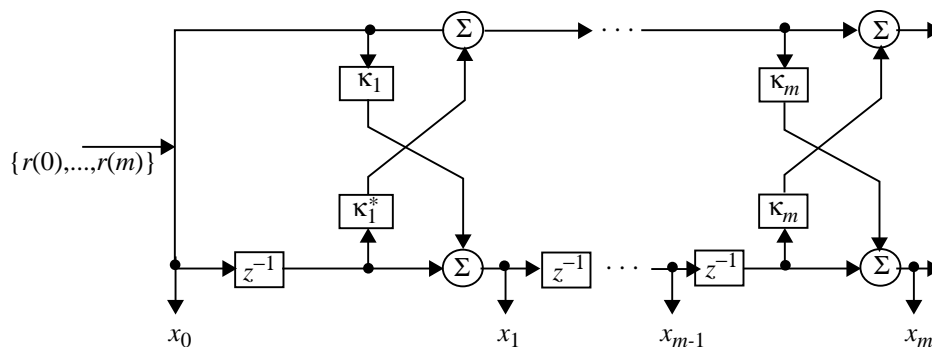 Σ · · · Σ
κ₁ κₘ
{r(0),...,r(m)}
κ₁* κₘ
z⁻¹ Σ z⁻¹ · · · z⁻¹ Σ
x₀ x₁ xₘ₋₁ xₘ